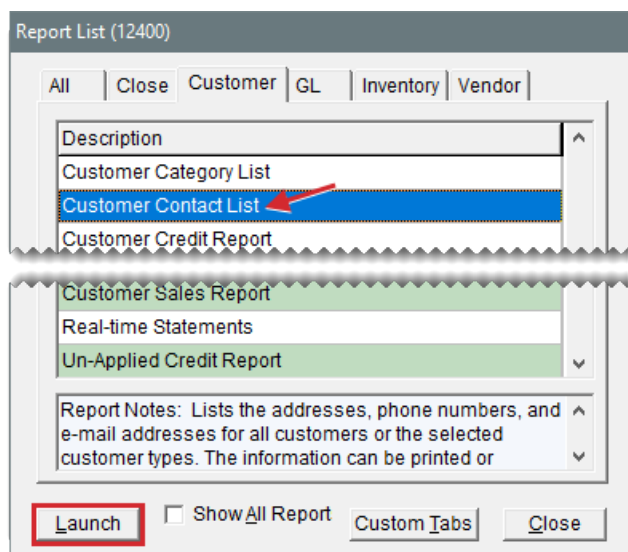 Report List (12400)
All Close Customer GL Inventory Vendor
Description
Customer Category List
Customer Contact List
Customer Credit Report
Customer Sales Report
Real-time Statements
Un-Applied Credit Report
Report Notes: Lists the addresses, phone numbers, and
e-mail addresses for all customers or the selected
customer types. The information can be printed or
Launch Show All Report Custom Tabs Close